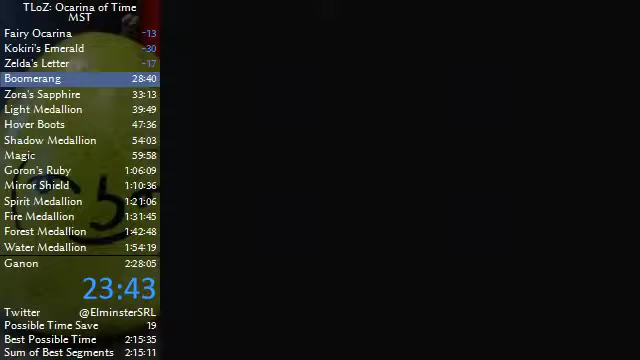 TLoZ: Ocarina of Time
MST
Fairy Ocarina -13
Kokiri's Emerald -30
Zelda's Letter -17
Boomerang 28:40
Zora's Sapphire 33:13
Light Medallion 39:49
Hover Boots 47:36
Shadow Medallion 54:03
Magic 59:58
Goron's Ruby 1:06:09
Mirror Shield 1:10:36
Spirit Medallion 1:21:06
Fire Medallion 1:31:45
Forest Medallion 1:42:48
Water Medallion 1:54:19
Ganon 2:28:05
23:43
Twitter @ElminsterSRL
Possible Time Save 19
Best Possible Time 2:15:35
Sum of Best Segments 2:15:11